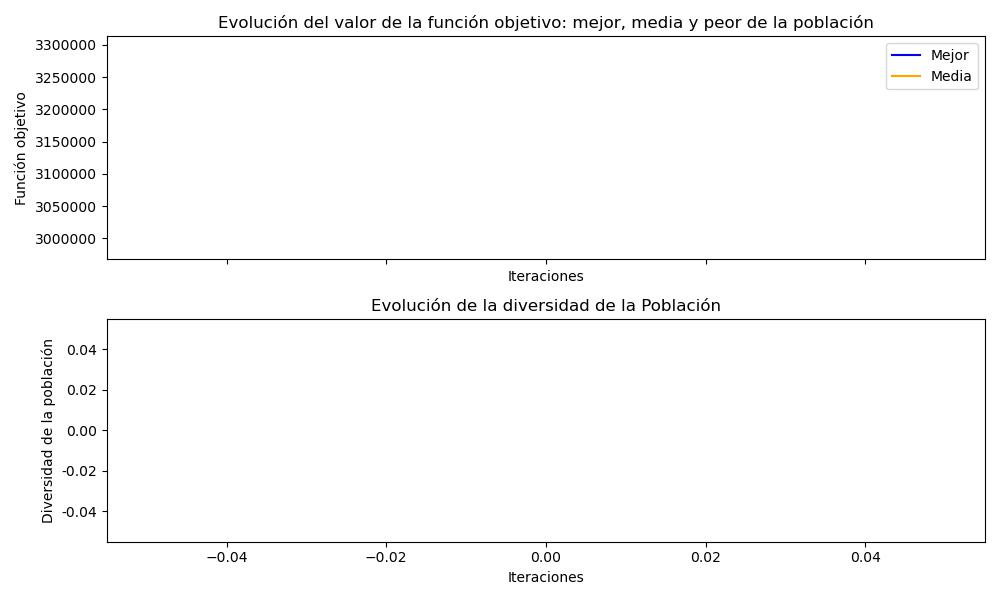 Evolución del valor de la función objetivo: mejor, media y peor de la población
3300000
3250000
3200000
3150000
3100000
3050000
3000000
Función objetivo
Mejor
Media
Iteraciones
Evolución de la diversidad de la Población
0.04
0.02
0.00
-0.02
-0.04
Diversidad de la población
−0.04 −0.02 0.00 0.02 0.04
Iteraciones